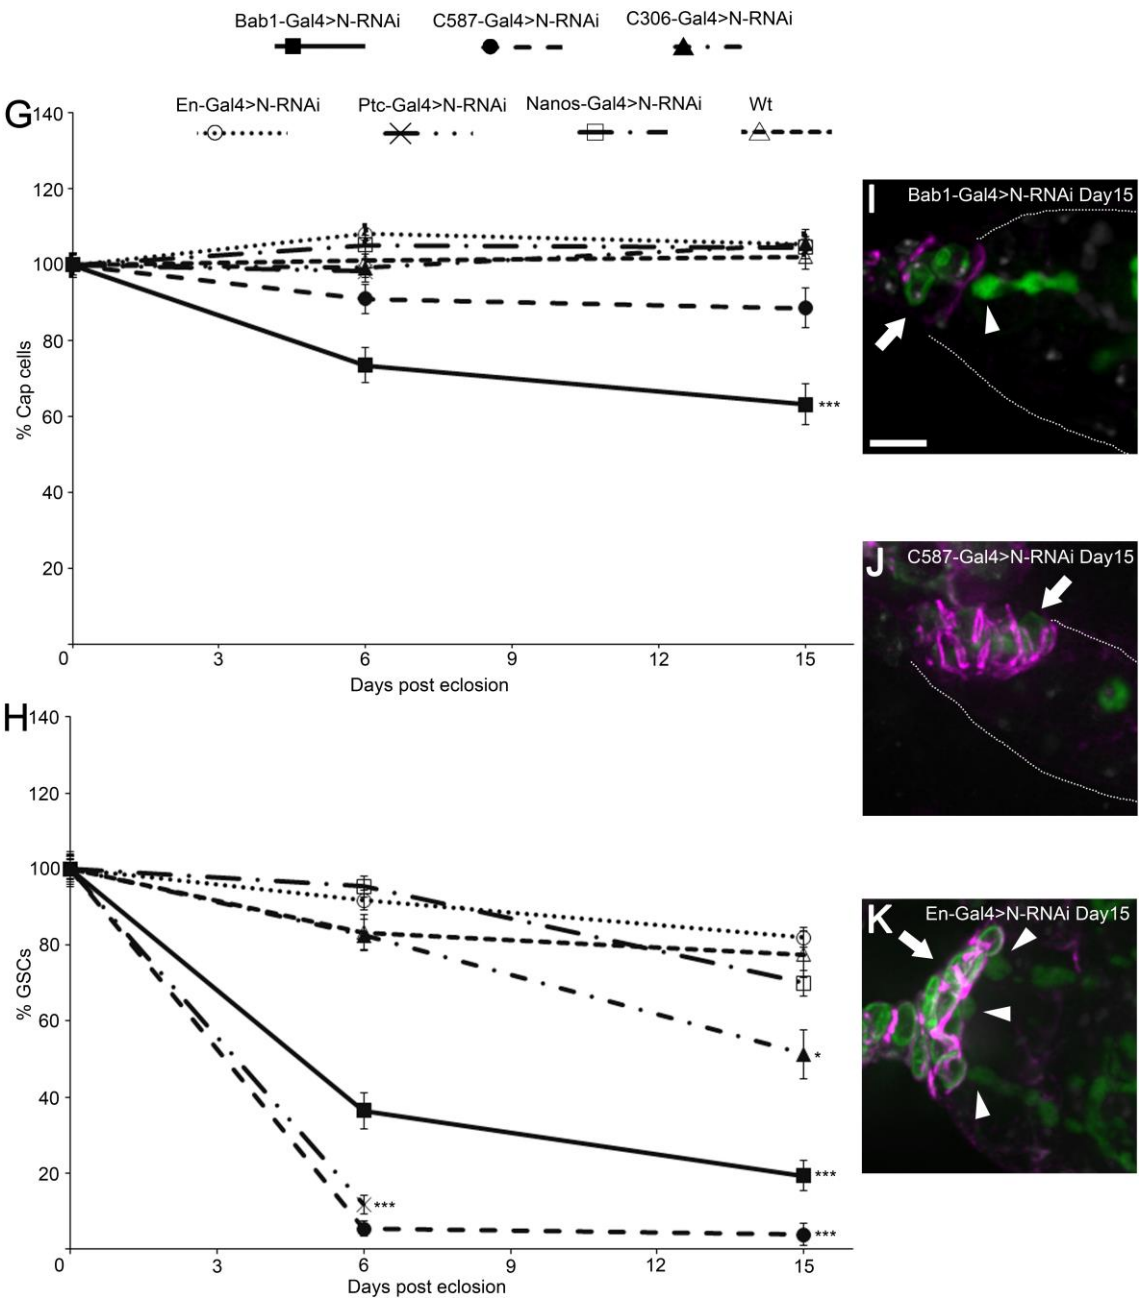 Bab1-Gal4>N-RNAi C587-Gal4>N-RNAi C306-Gal4>N-RNAi
G
En-Gal4>N-RNAi Ptc-Gal4>N-RNAi Nanos-Gal4>N-RNAi Wt
140
120
100
80
60
40
20
% Cap cells
***
0 3 6 9 12 15
Days post eclosion
H
140
120
100
80
60
40
20
% GSCs
*
***
***
***
0 3 6 9 12 15
Days post eclosion
I Bab1-Gal4>N-RNAi Day15
J C587-Gal4>N-RNAi Day15
K En-Gal4>N-RNAi Day15